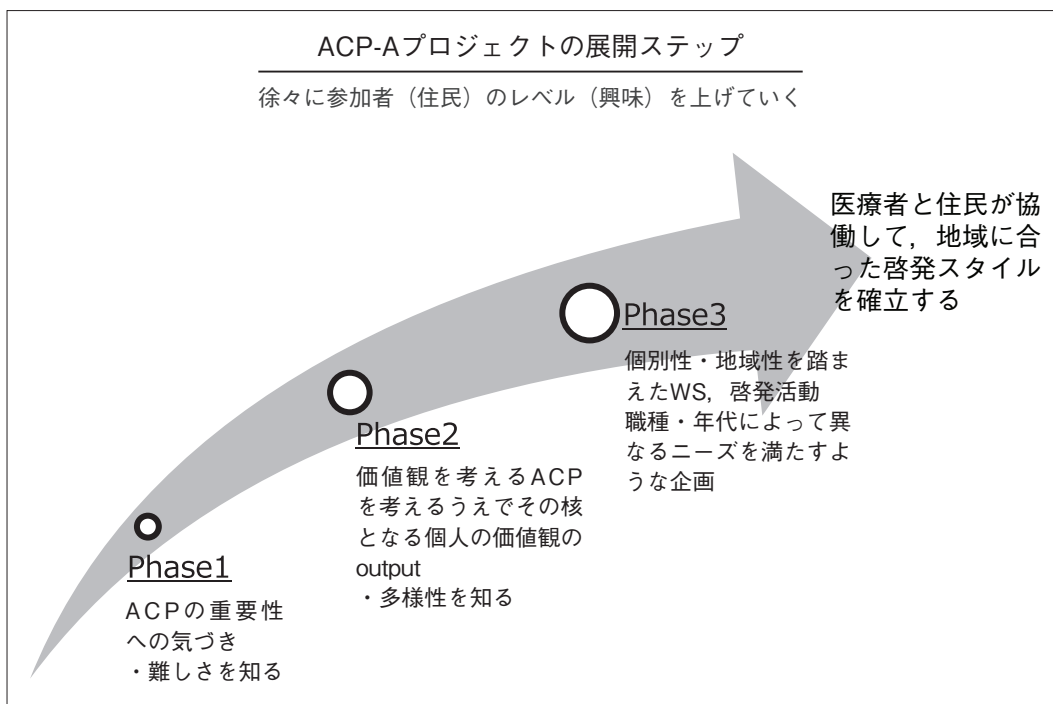 ACP-Aプロジェクトの展開ステップ
徐々に参加者（住民）のレベル（興味）を上げていく
医療者と住民が協
働して，地域に合
った啓発スタイル
を確立する
Phase3
個別性・地域性を踏ま
えたWS，啓発活動
職種・年代によって異
なるニーズを満たすよ
うな企画
Phase2
価値観を考えるACP
を考えるうえでその核
となる個人の価値観の
output
・多様性を知る
Phase1
ACPの重要性
への気づき
・難しさを知る